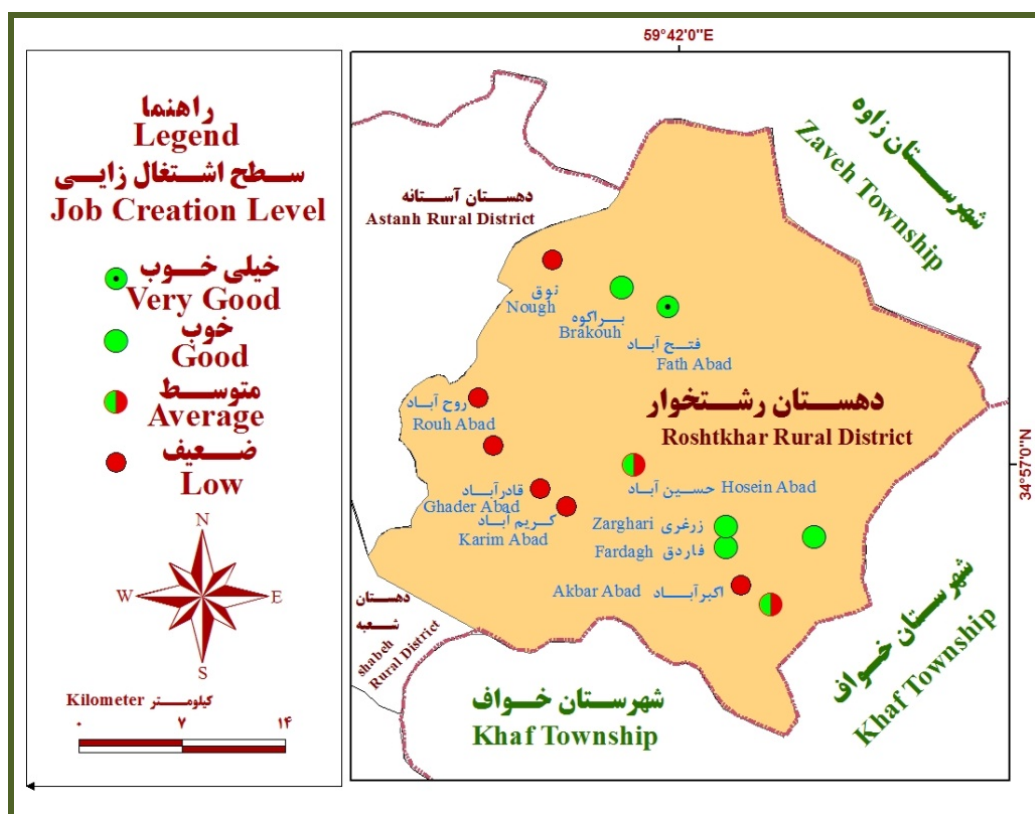 راهنما
Legend
سطح اشتغال زایی
Job Creation Level
خیلی خوب
Very Good
خوب
Good
متوسط
Average
ضعیف
Low
N
W
E
S
Kilometer کیلومتر
۰ ۷ ۱۴
59°42'0"E
34°57'0"N
شهرستان زاوه
Zaveh Township
دهستان آستانه
Astanh Rural District
نوق
Nough
براکوه
Brakouh
فتح آباد
Fath Abad
دهستان رشتخوار
Roshtkhar Rural District
روح آباد
Rouh Abad
حسین آباد Hosein Abad
قادرآباد
Ghader Abad
کریم آباد
Karim Abad
Zarghari زرغری
Fardagh فاردق
Akbar Abad اکبرآباد
دهستان
شعبه
shabeh
Rural District
شهرستان خواف
Khaf Township
شهرستان خواف
Khaf Township